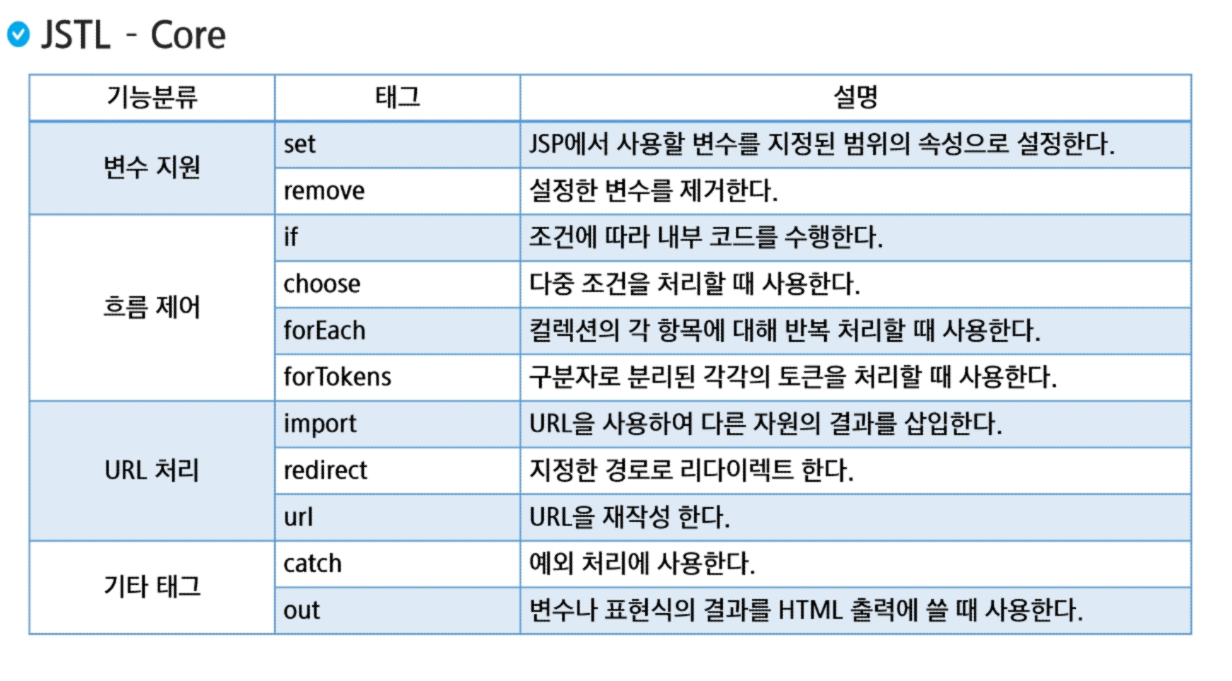 JSTL - Core
기능분류 태그 설명
변수 지원
set JSP에서 사용할 변수를 지정된 범위의 속성으로 설정한다.
remove 설정한 변수를 제거한다.
흐름 제어
if 조건에 따라 내부 코드를 수행한다.
choose 다중 조건을 처리할 때 사용한다.
forEach 컬렉션의 각 항목에 대해 반복 처리할 때 사용한다.
forTokens 구분자로 분리된 각각의 토큰을 처리할 때 사용한다.
URL 처리
import URL을 사용하여 다른 자원의 결과를 삽입한다.
redirect 지정한 경로로 리다이렉트 한다.
url URL을 재작성 한다.
기타 태그
catch 예외 처리에 사용한다.
out 변수나 표현식의 결과를 HTML 출력에 쓸 때 사용한다.